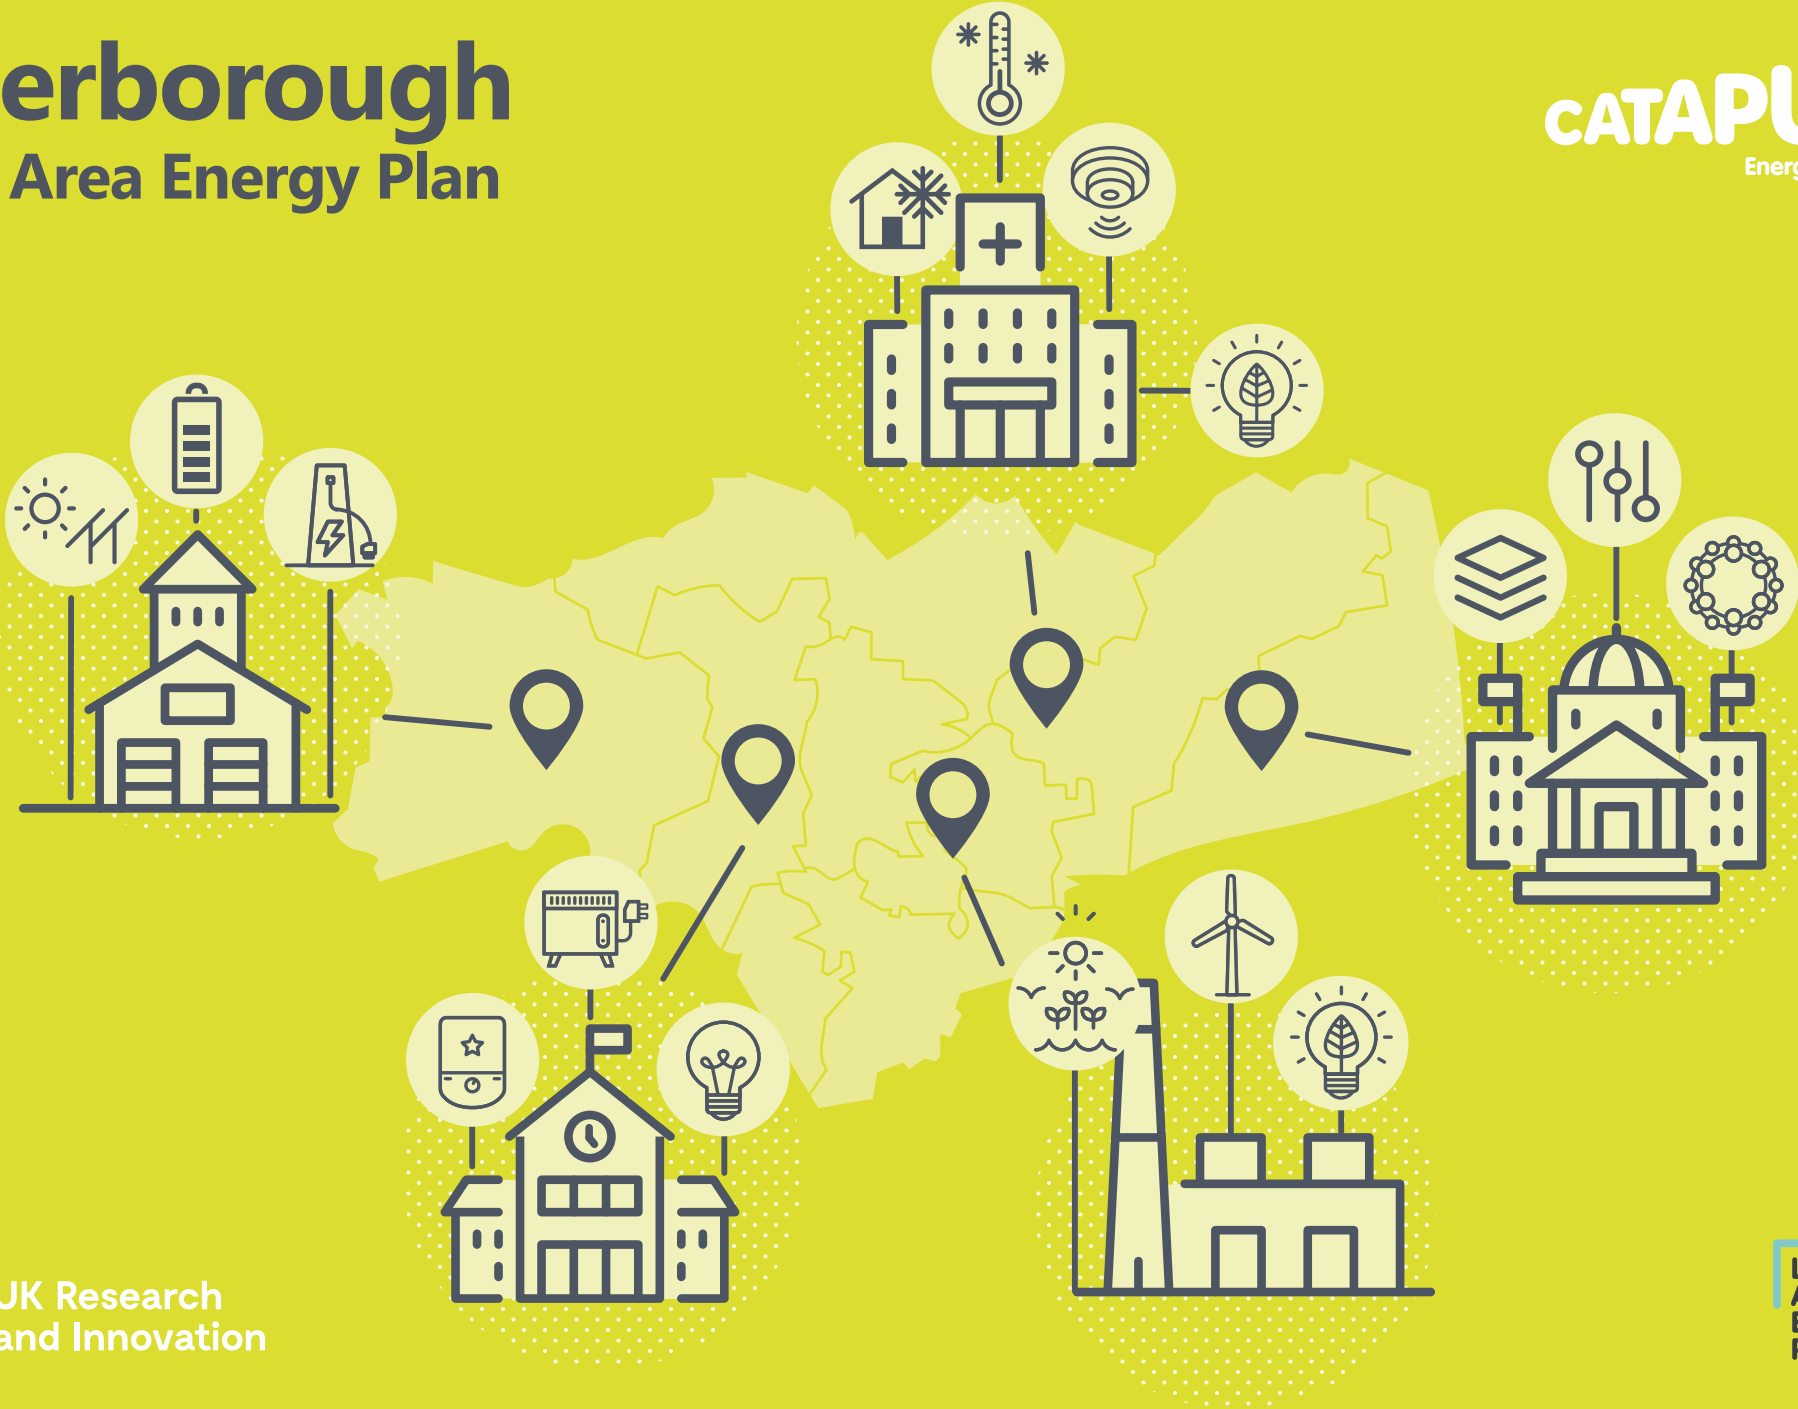 erborough
Area Energy Plan
CATAPU
Energ
UK Research
and Innovation